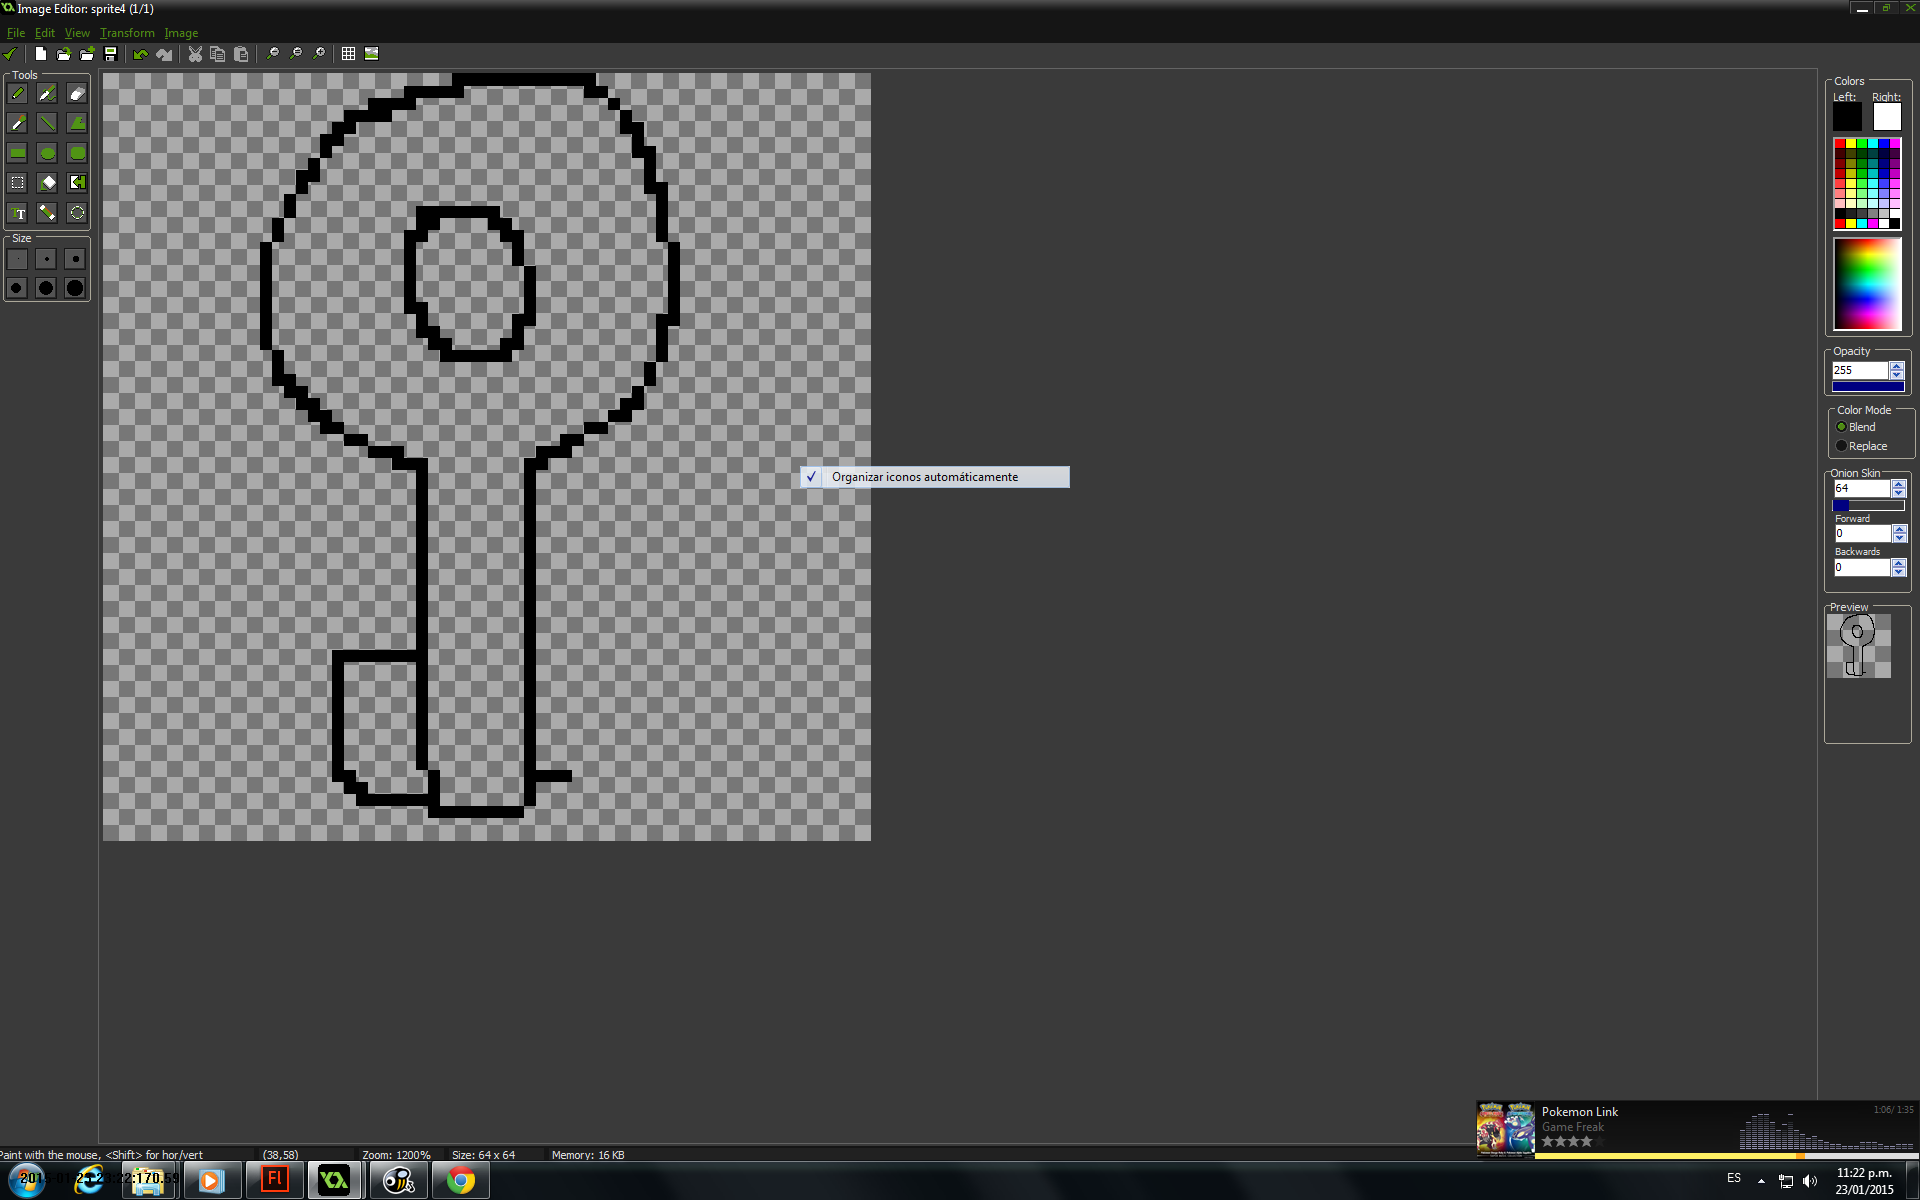 Image Editor: sprite4 (1/1)
File Edit View Transform Image
Tools
Size
Colors
Left: Right:
Opacity
255
Color Mode
Blend
Replace
Onion Skin
64
Forward
0
Backwards
0
Preview
✓ Organizar iconos automáticamente
Pokemon Link
1:06/ 1:35
Game Freak
Paint with the mouse, <Shift> for hor/vert (38,58) Zoom: 1200% Size: 64 x 64 Memory: 16 KB
Fl
ES
11:22 p.m.
23/01/2015